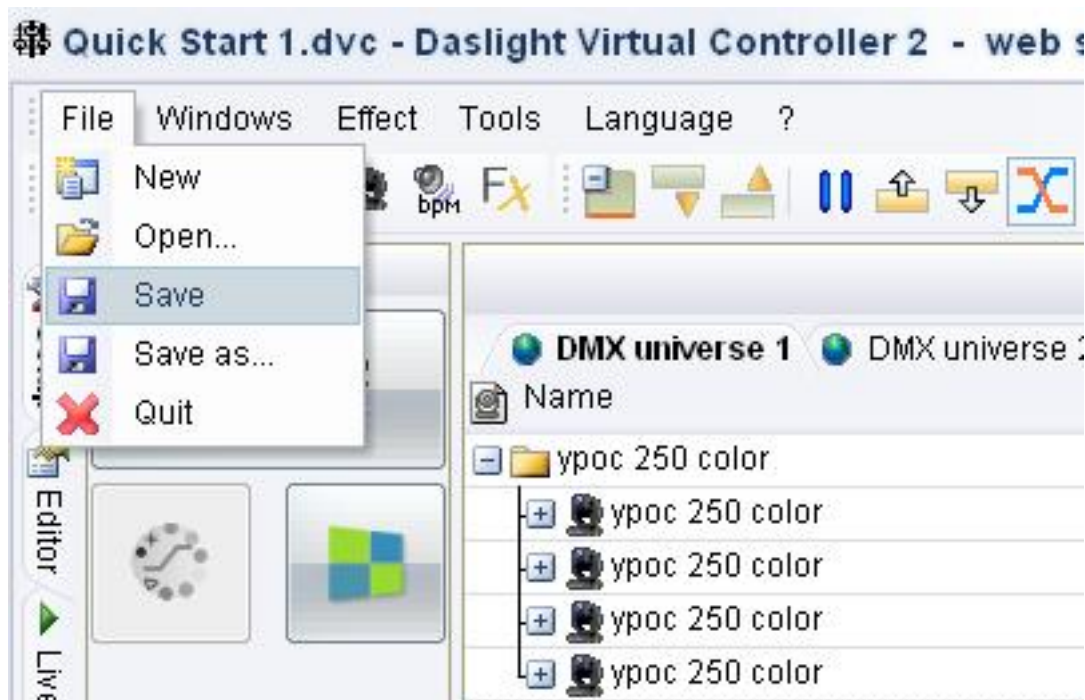 Quick Start 1.dvc - Daslight Virtual Controller 2 - web
File Windows Effect Tools Language ?
New
bpm Fx
Open...
Save
Save as...
DMX universe 1 DMX universe 2
Name
Quit
ypoc 250 color
ypoc 250 color
Editor
ypoc 250 color
ypoc 250 color
ypoc 250 color
Live